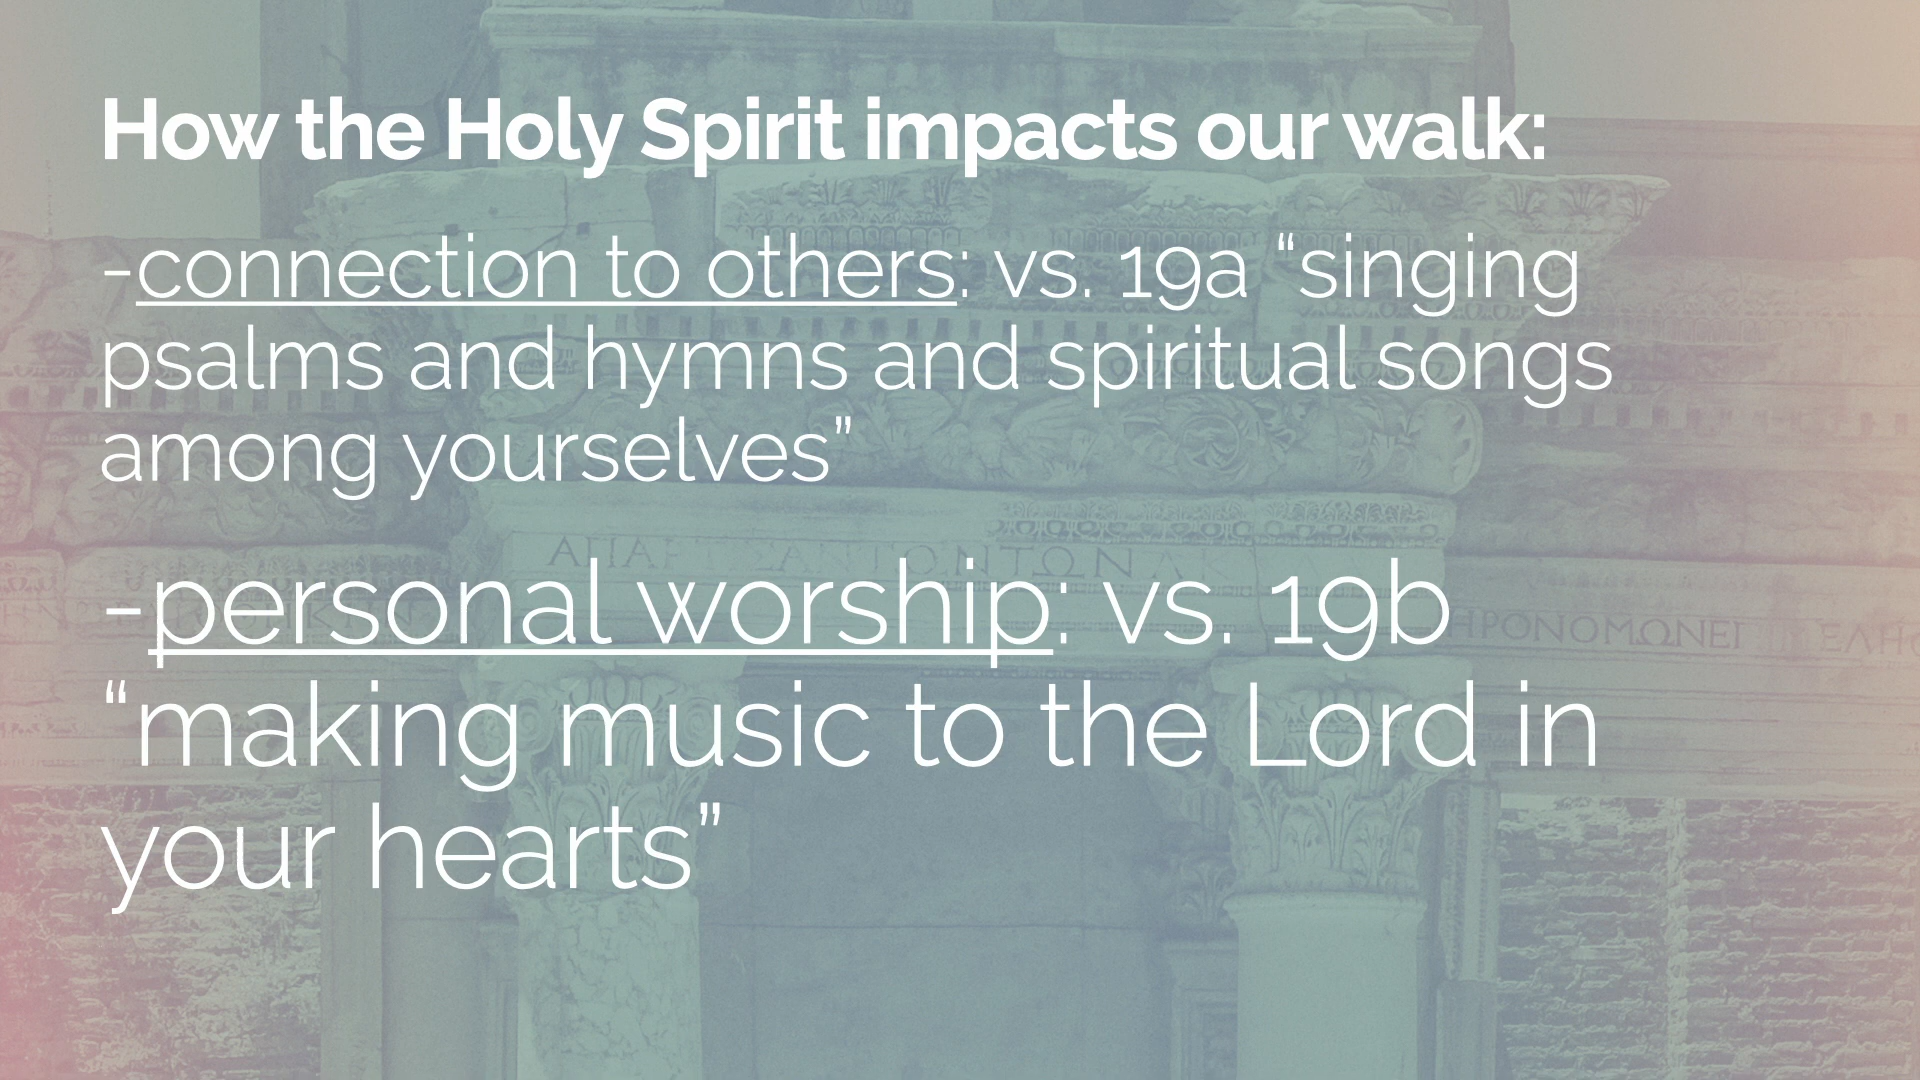 How the Holy Spirit impacts our walk:
-connection to others: vs. 19a “singing
psalms and hymns and spiritual songs
among yourselves”
-personal worship: vs. 19b
“making music to the Lord in
your hearts”
ΗΡΟΝΟΜΩΝΕΙ